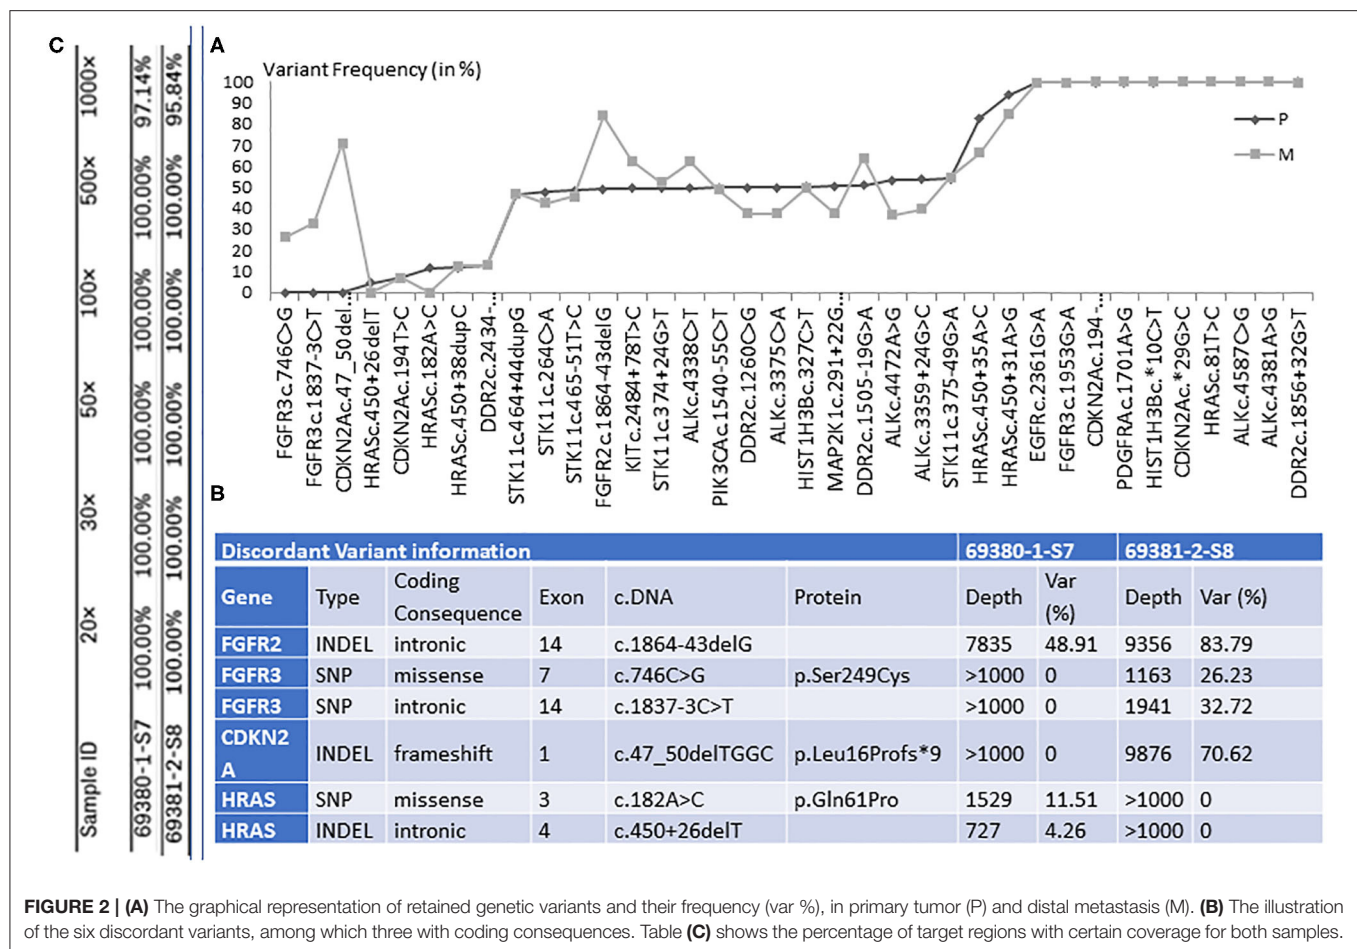 C
Sample ID 20× 30× 50× 100× 500× 1000×
69380-1-S7 100.00% 100.00% 100.00% 100.00% 100.00% 97.14%
69381-2-S8 100.00% 100.00% 100.00% 100.00% 100.00% 95.84%
A
Variant Frequency (in %)
100
90
80
70
60
50
40
30
20
10
0
P
M
FGFR3c.746C>G
FGFR3c.1837-3C>T
CDKN2Ac.47_50del...
HRASc.450+26delT
CDKN2Ac.194T>C
HRASc.182A>C
HRASc.450+38dupC
DDR2c.2434-...
STK11c.464+44dupG
STK11c.264C>A
STK11c.465-51T>C
FGFR2c.1864-43delG
KITc.2484+78T>C
STK11c.374+24G>T
ALKc.4338C>T
PIK3CAc.1540-55C>T
DDR2c.1260C>G
ALKc.3375C>A
HIST1H3Bc.327C>T
MAP2K1c.291+22G...
DDR2c.1505-19G>A
ALKc.4472A>G
ALKc.3359+24G>C
STK11c.375-49G>A
HRASc.450+35A>C
HRASc.450+31A>G
EGFRc.2361G>A
FGFR3c.1953G>A
CDKN2Ac.194-...
PDGFRAc.1701A>G
HIST1H3Bc.*10C>T
CDKN2Ac.*29G>C
HRASc.81T>C
ALKc.4587C>G
ALKc.4381A>G
DDR2c.1856+32G>T
B
Discordant Variant information 69380-1-S7 69381-2-S8
Gene Type Coding Consequence Exon c.DNA Protein Depth Var (%) Depth Var (%)
FGFR2 INDEL intronic 14 c.1864-43delG 7835 48.91 9356 83.79
FGFR3 SNP missense 7 c.746C>G p.Ser249Cys >1000 0 1163 26.23
FGFR3 SNP intronic 14 c.1837-3C>T >1000 0 1941 32.72
CDKN2A INDEL frameshift 1 c.47_50delTGGC p.Leu16Profs*9 >1000 0 9876 70.62
HRAS SNP missense 3 c.182A>C p.Gln61Pro 1529 11.51 >1000 0
HRAS INDEL intronic 4 c.450+26delT 727 4.26 >1000 0
FIGURE 2 | (A) The graphical representation of retained genetic variants and their frequency (var %), in primary tumor (P) and distal metastasis (M). (B) The illustration
of the six discordant variants, among which three with coding consequences. Table (C) shows the percentage of target regions with certain coverage for both samples.